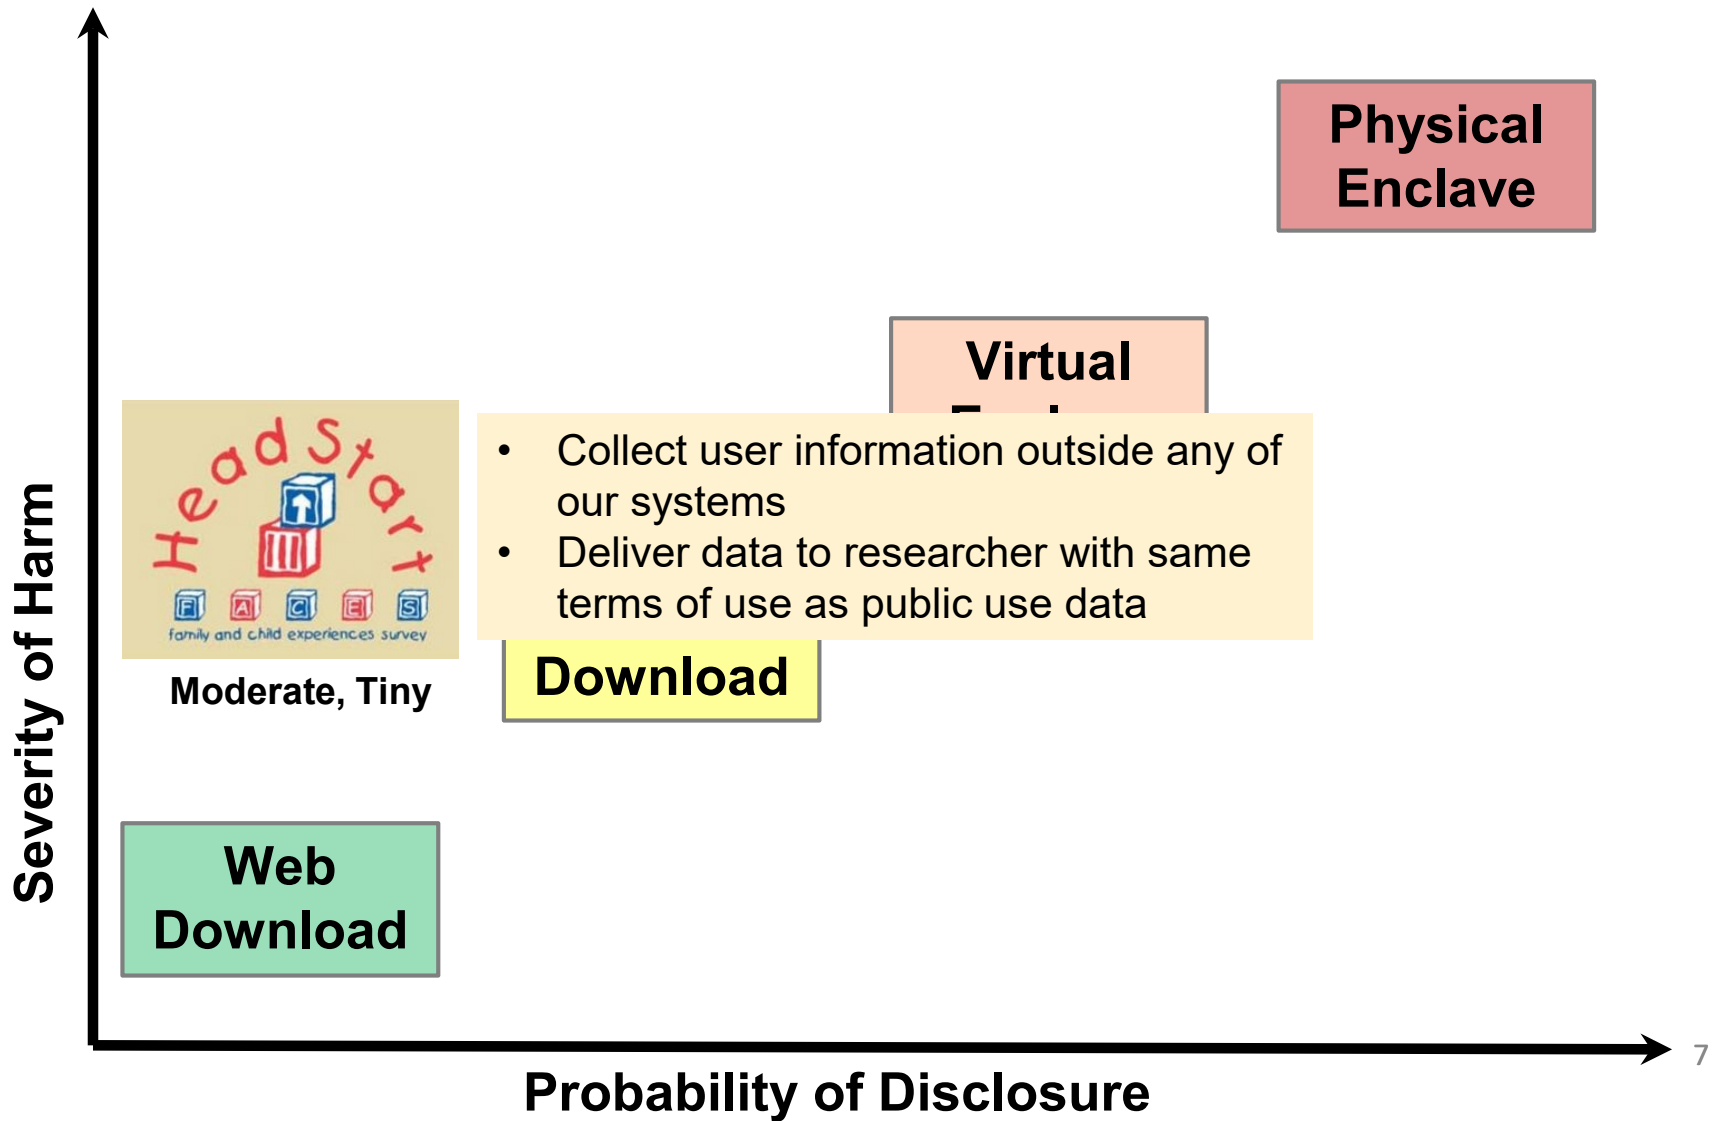 Physical
Enclave
Virtual
Head Start
FACES
family and child experiences survey
Moderate, Tiny
• Collect user information outside any of
our systems
• Deliver data to researcher with same
terms of use as public use data
Download
Web
Download
Severity of Harm
Probability of Disclosure
7